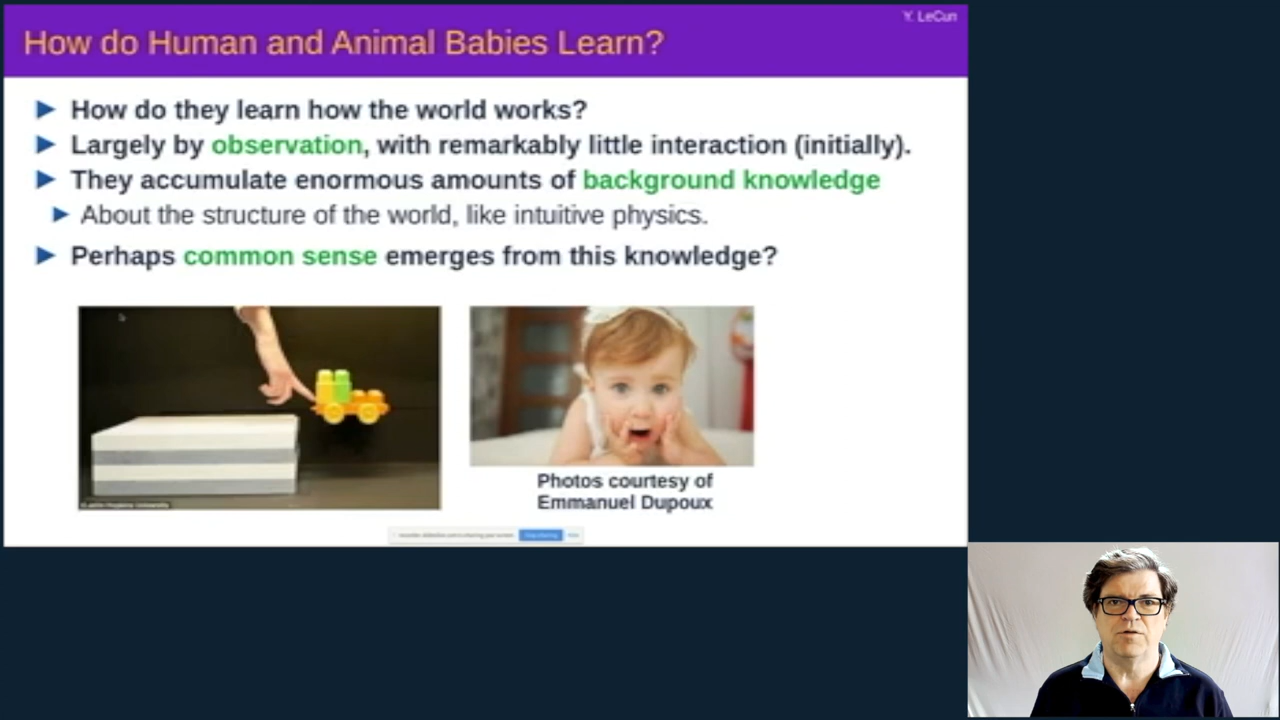 Y. LeCun
How do Human and Animal Babies Learn?
How do they learn how the world works?
Largely by observation, with remarkably little interaction (initially).
They accumulate enormous amounts of background knowledge
About the structure of the world, like intuitive physics.
Perhaps common sense emerges from this knowledge?
Photos courtesy of
Emmanuel Dupoux